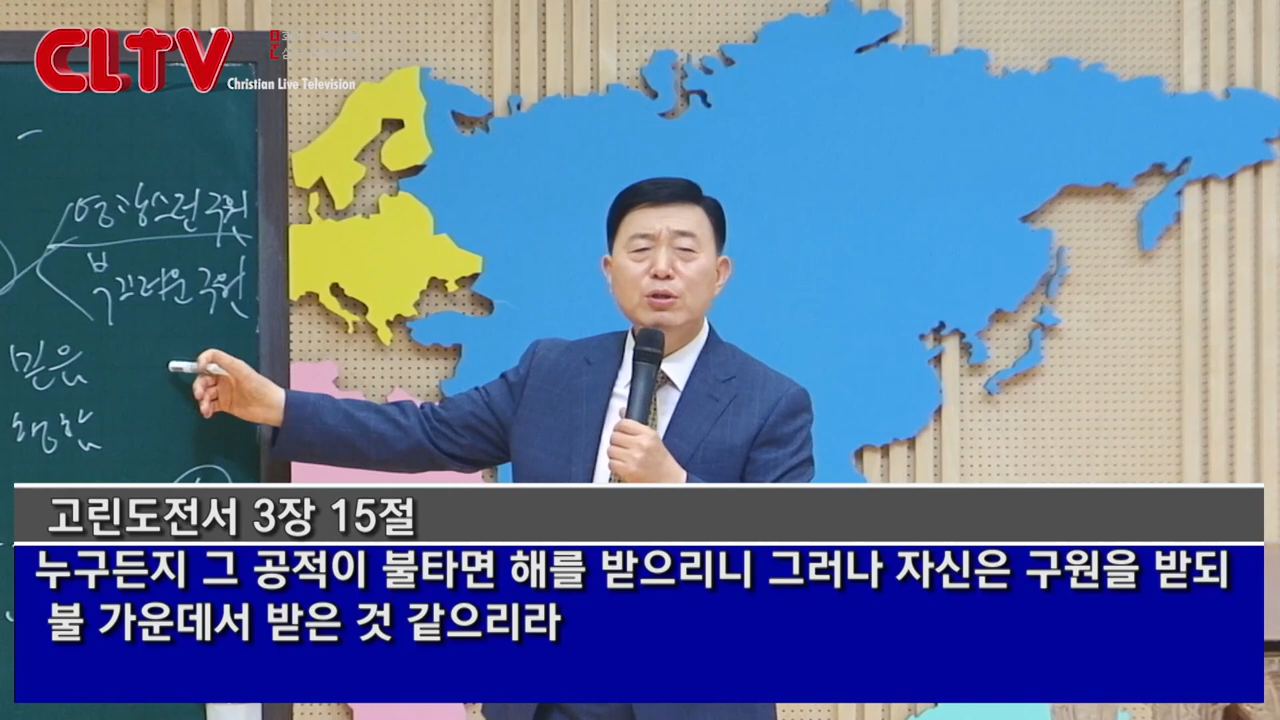 CLTV
Christian Live Television
영광스런 구원
부끄러운 구원
믿음
행함
고린도전서 3장 15절
누구든지 그 공적이 불타면 해를 받으리니 그러나 자신은 구원을 받되
불 가운데서 받은 것 같으리라